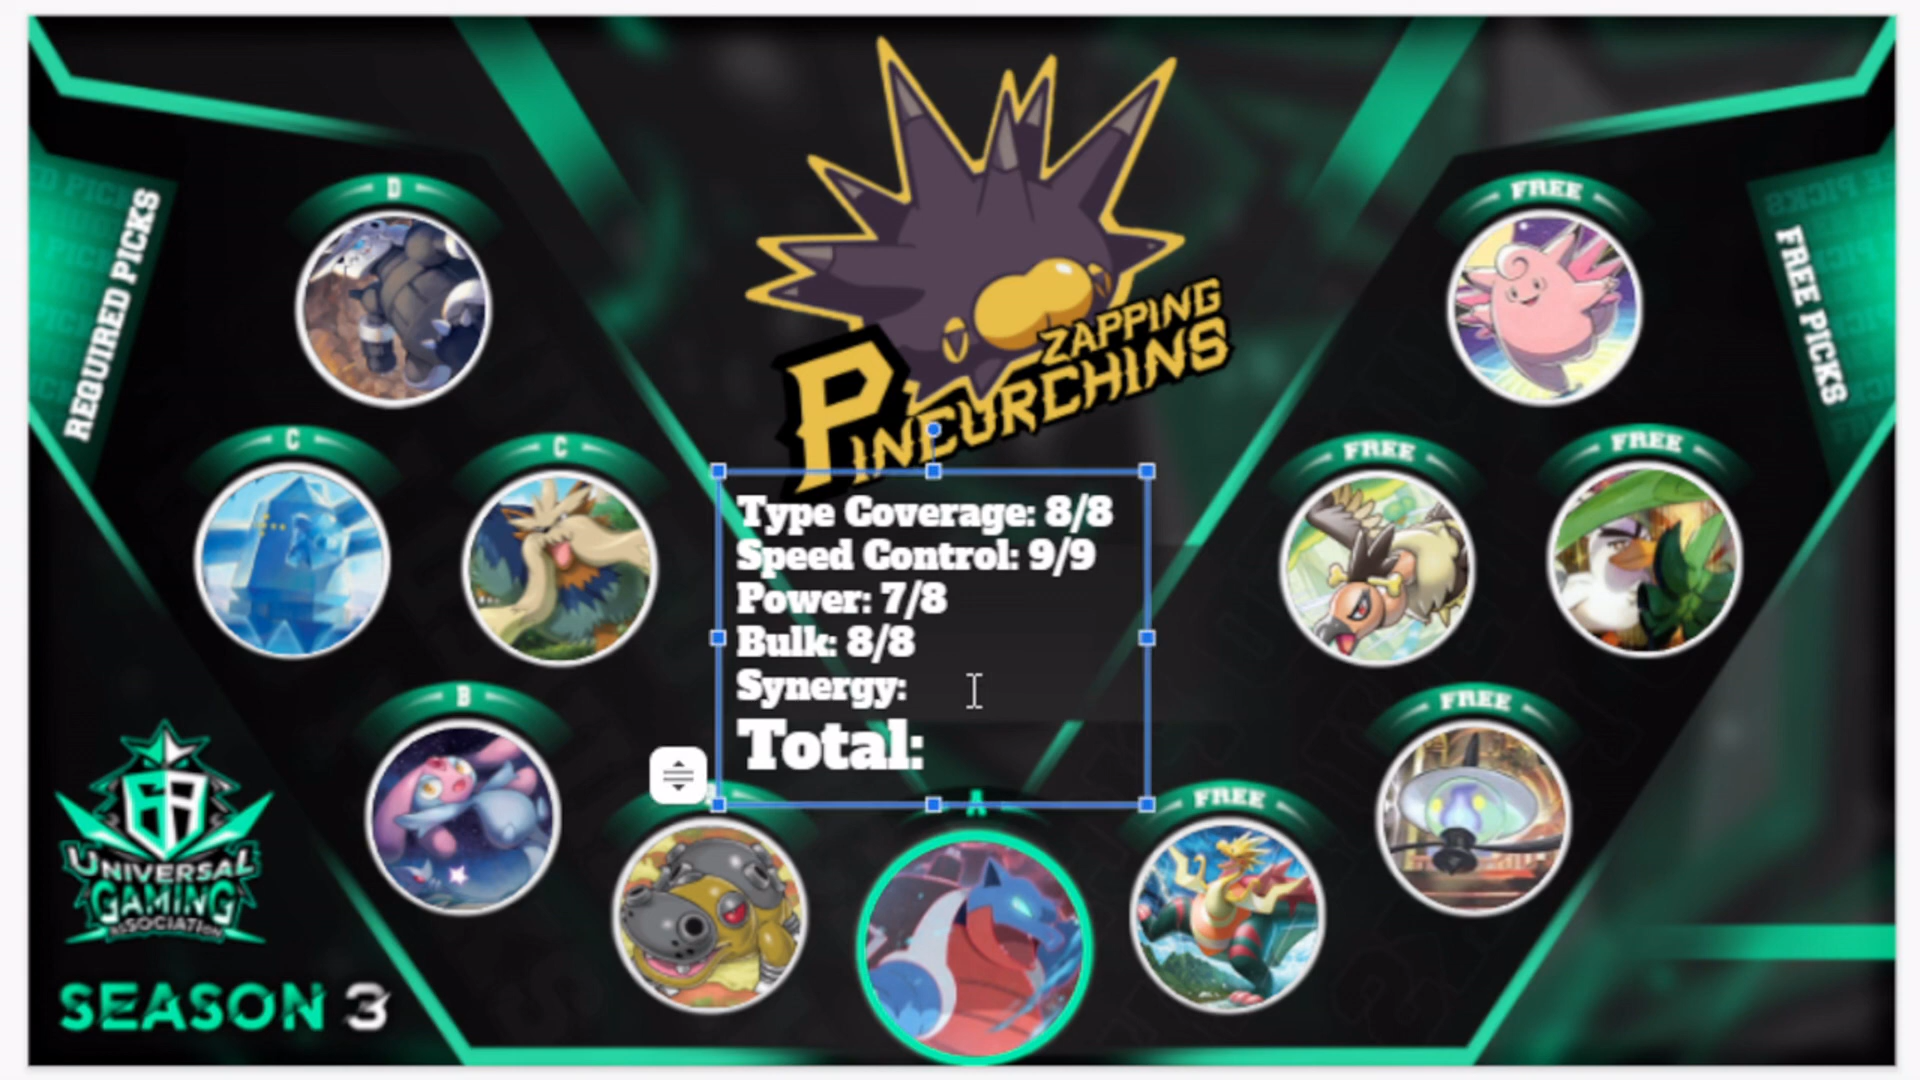 REQUIRED PICKS
D
C
C
B
A
ZAPPING
PINCURCHINS
Type Coverage: 8/8
Speed Control: 9/9
Power: 7/8
Bulk: 8/8
Synergy:
Total:
FREE
FREE
FREE
FREE
FREE
FREE PICKS
UNIVERSAL
GAMING
ASSOCIATION
SEASON 3